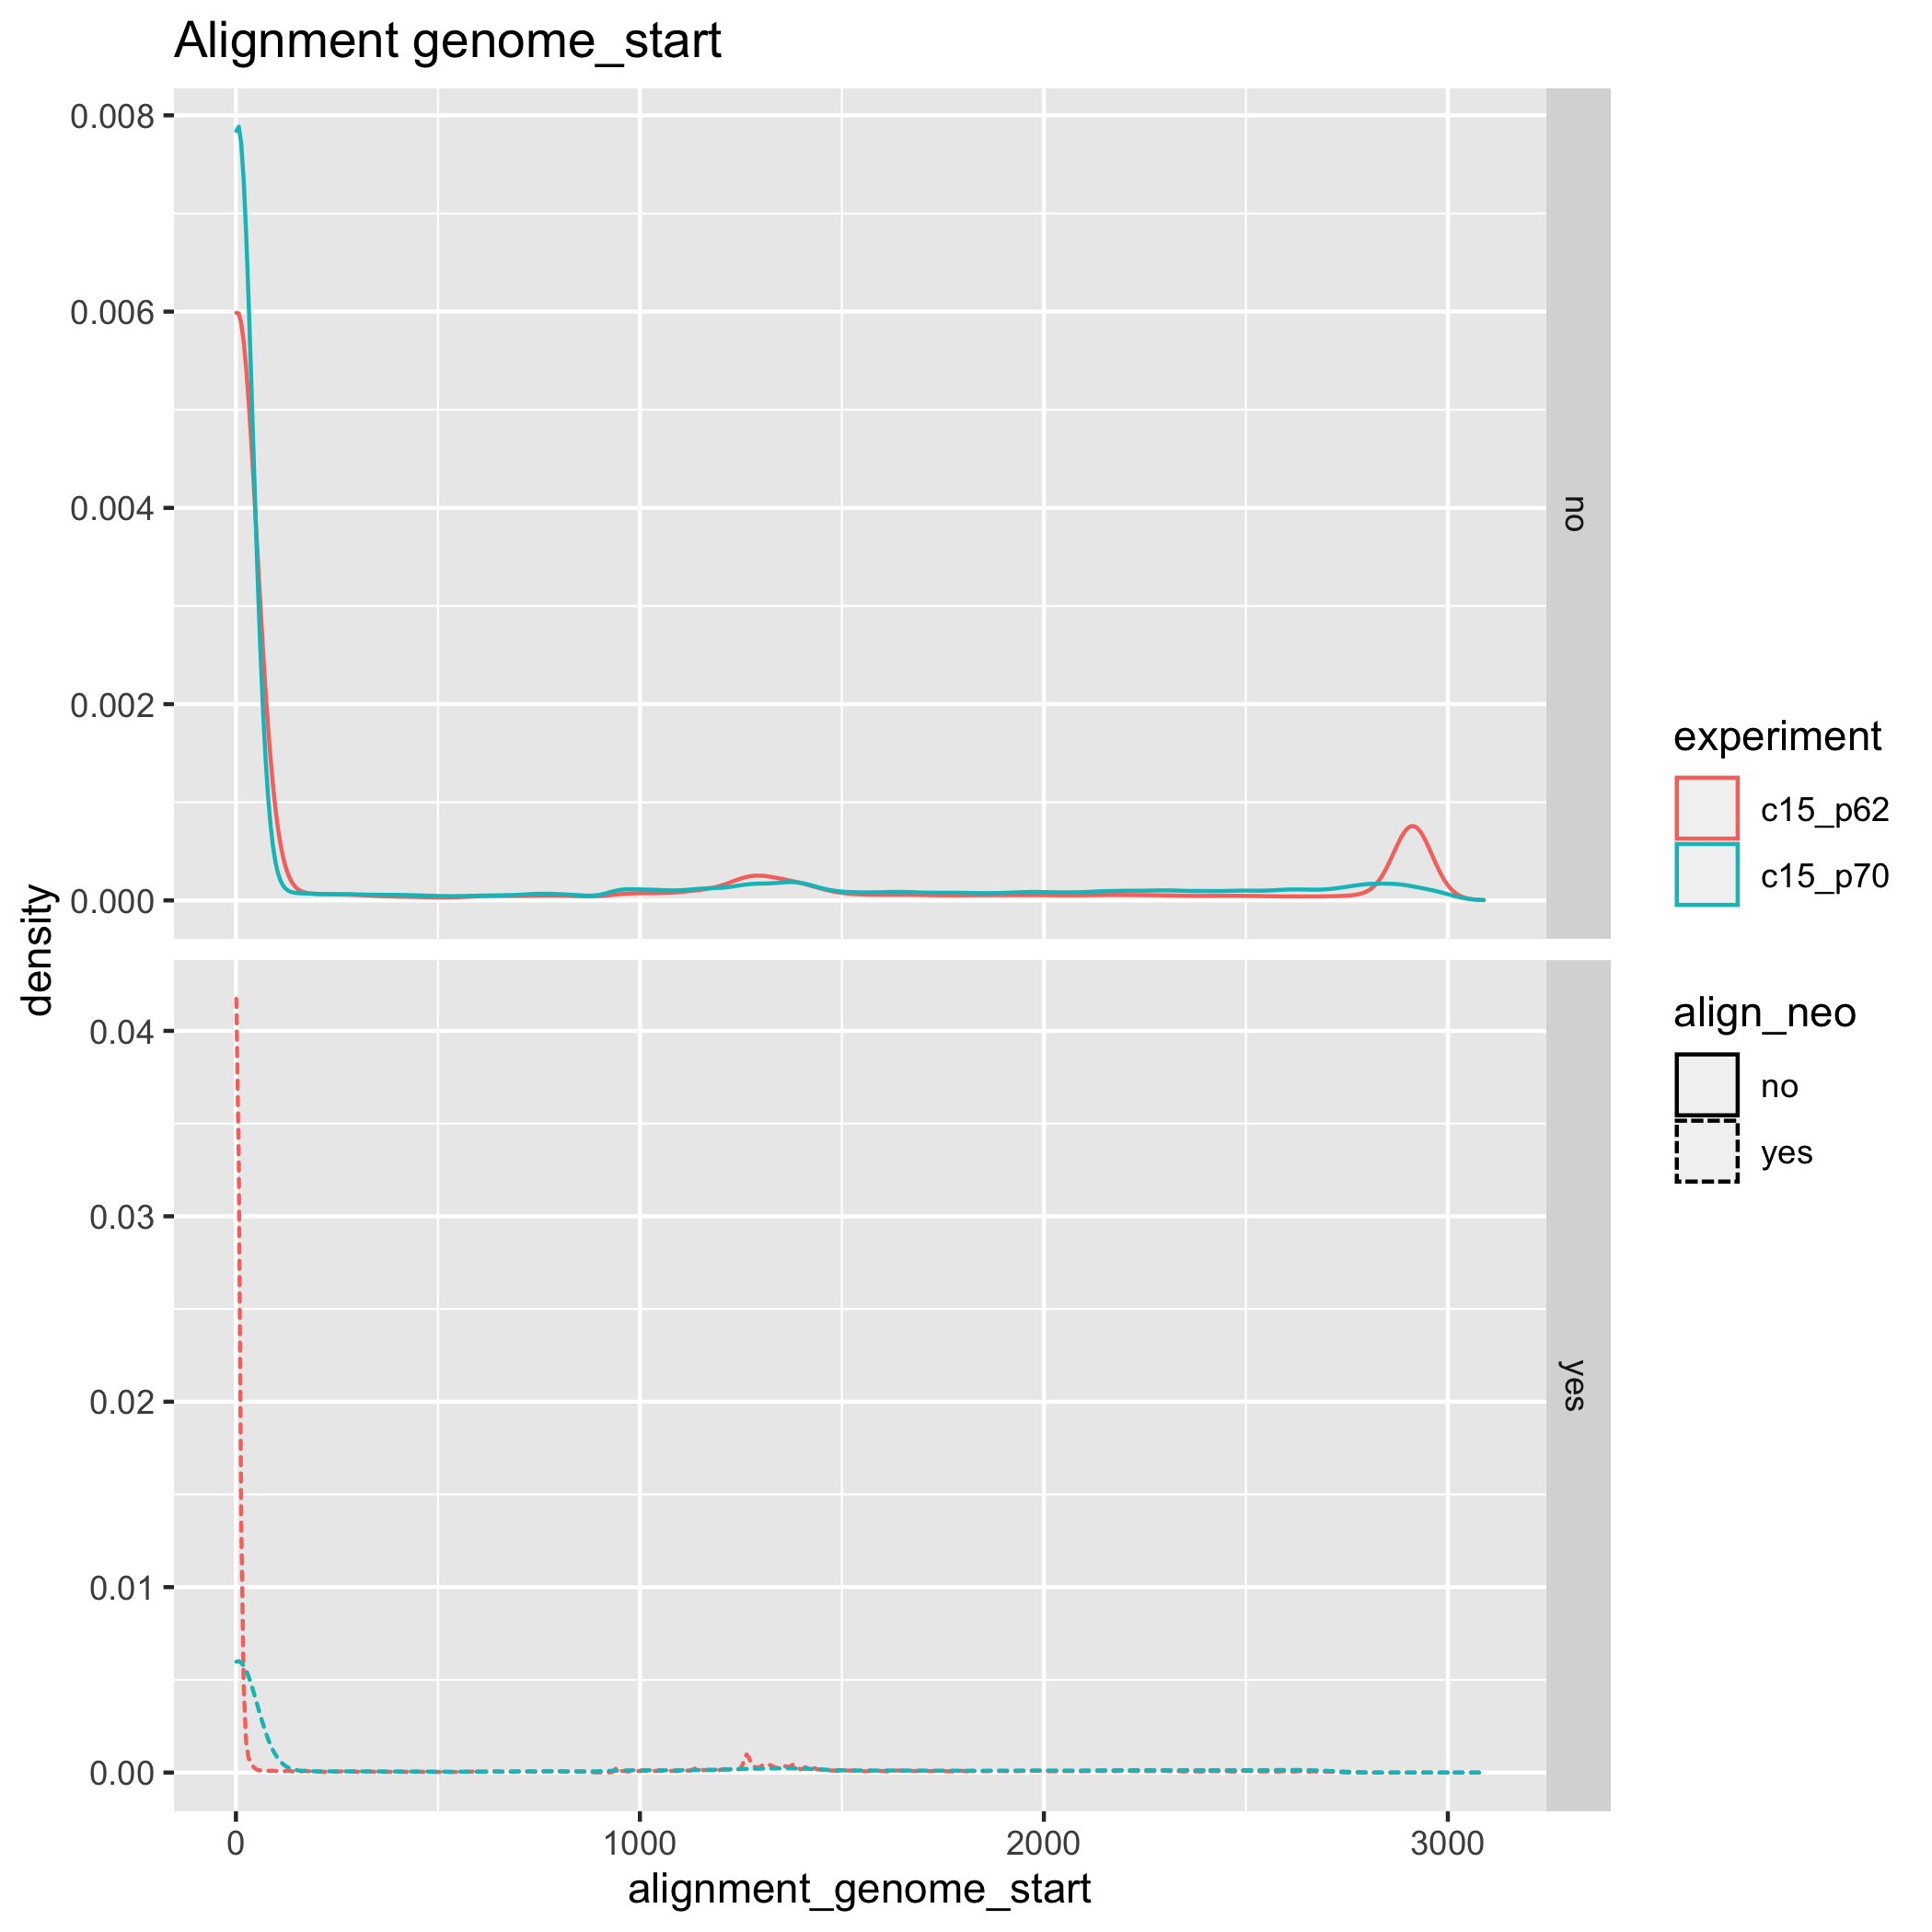 Alignment genome_start
density
0.008
0.006
0.004
0.002
0.000
no
0.04
0.03
0.02
0.01
0.00
yes
0
1000
2000
3000
alignment_genome_start
experiment
c15_p62
c15_p70
align_neo
no
yes